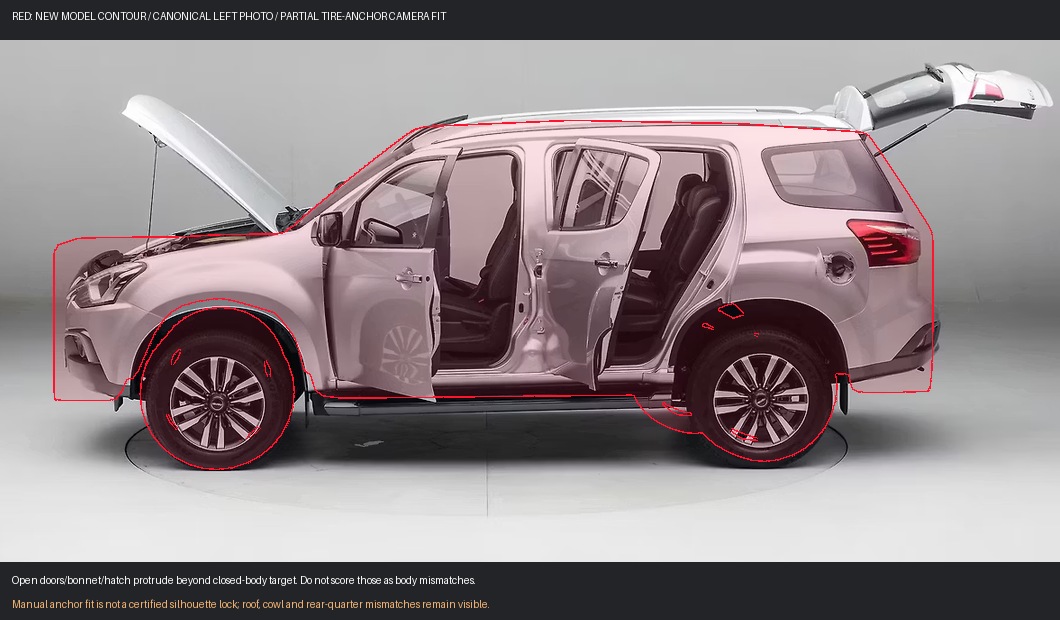 RED: NEW MODEL CONTOUR / CANONICAL LEFT PHOTO / PARTIAL TIRE-ANCHOR CAMERA FIT
Open doors/bonnet/hatch protrude beyond closed-body target. Do not score those as body mismatches.
Manual anchor fit is not a certified silhouette lock; roof, cowl and rear-quarter mismatches remain visible.